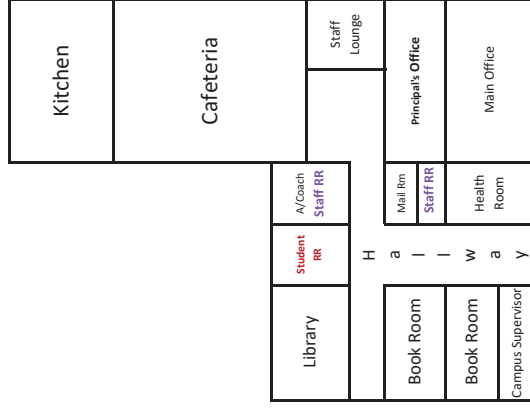 Kitchen
Cafeteria
Staff
Lounge
Principal's Office
Main Office
A/Coach
Staff RR
Mail Rm
Staff RR
Health
Room
Student
RR
H a l l w a y
Library
Book Room
Book Room
Campus Supervisor